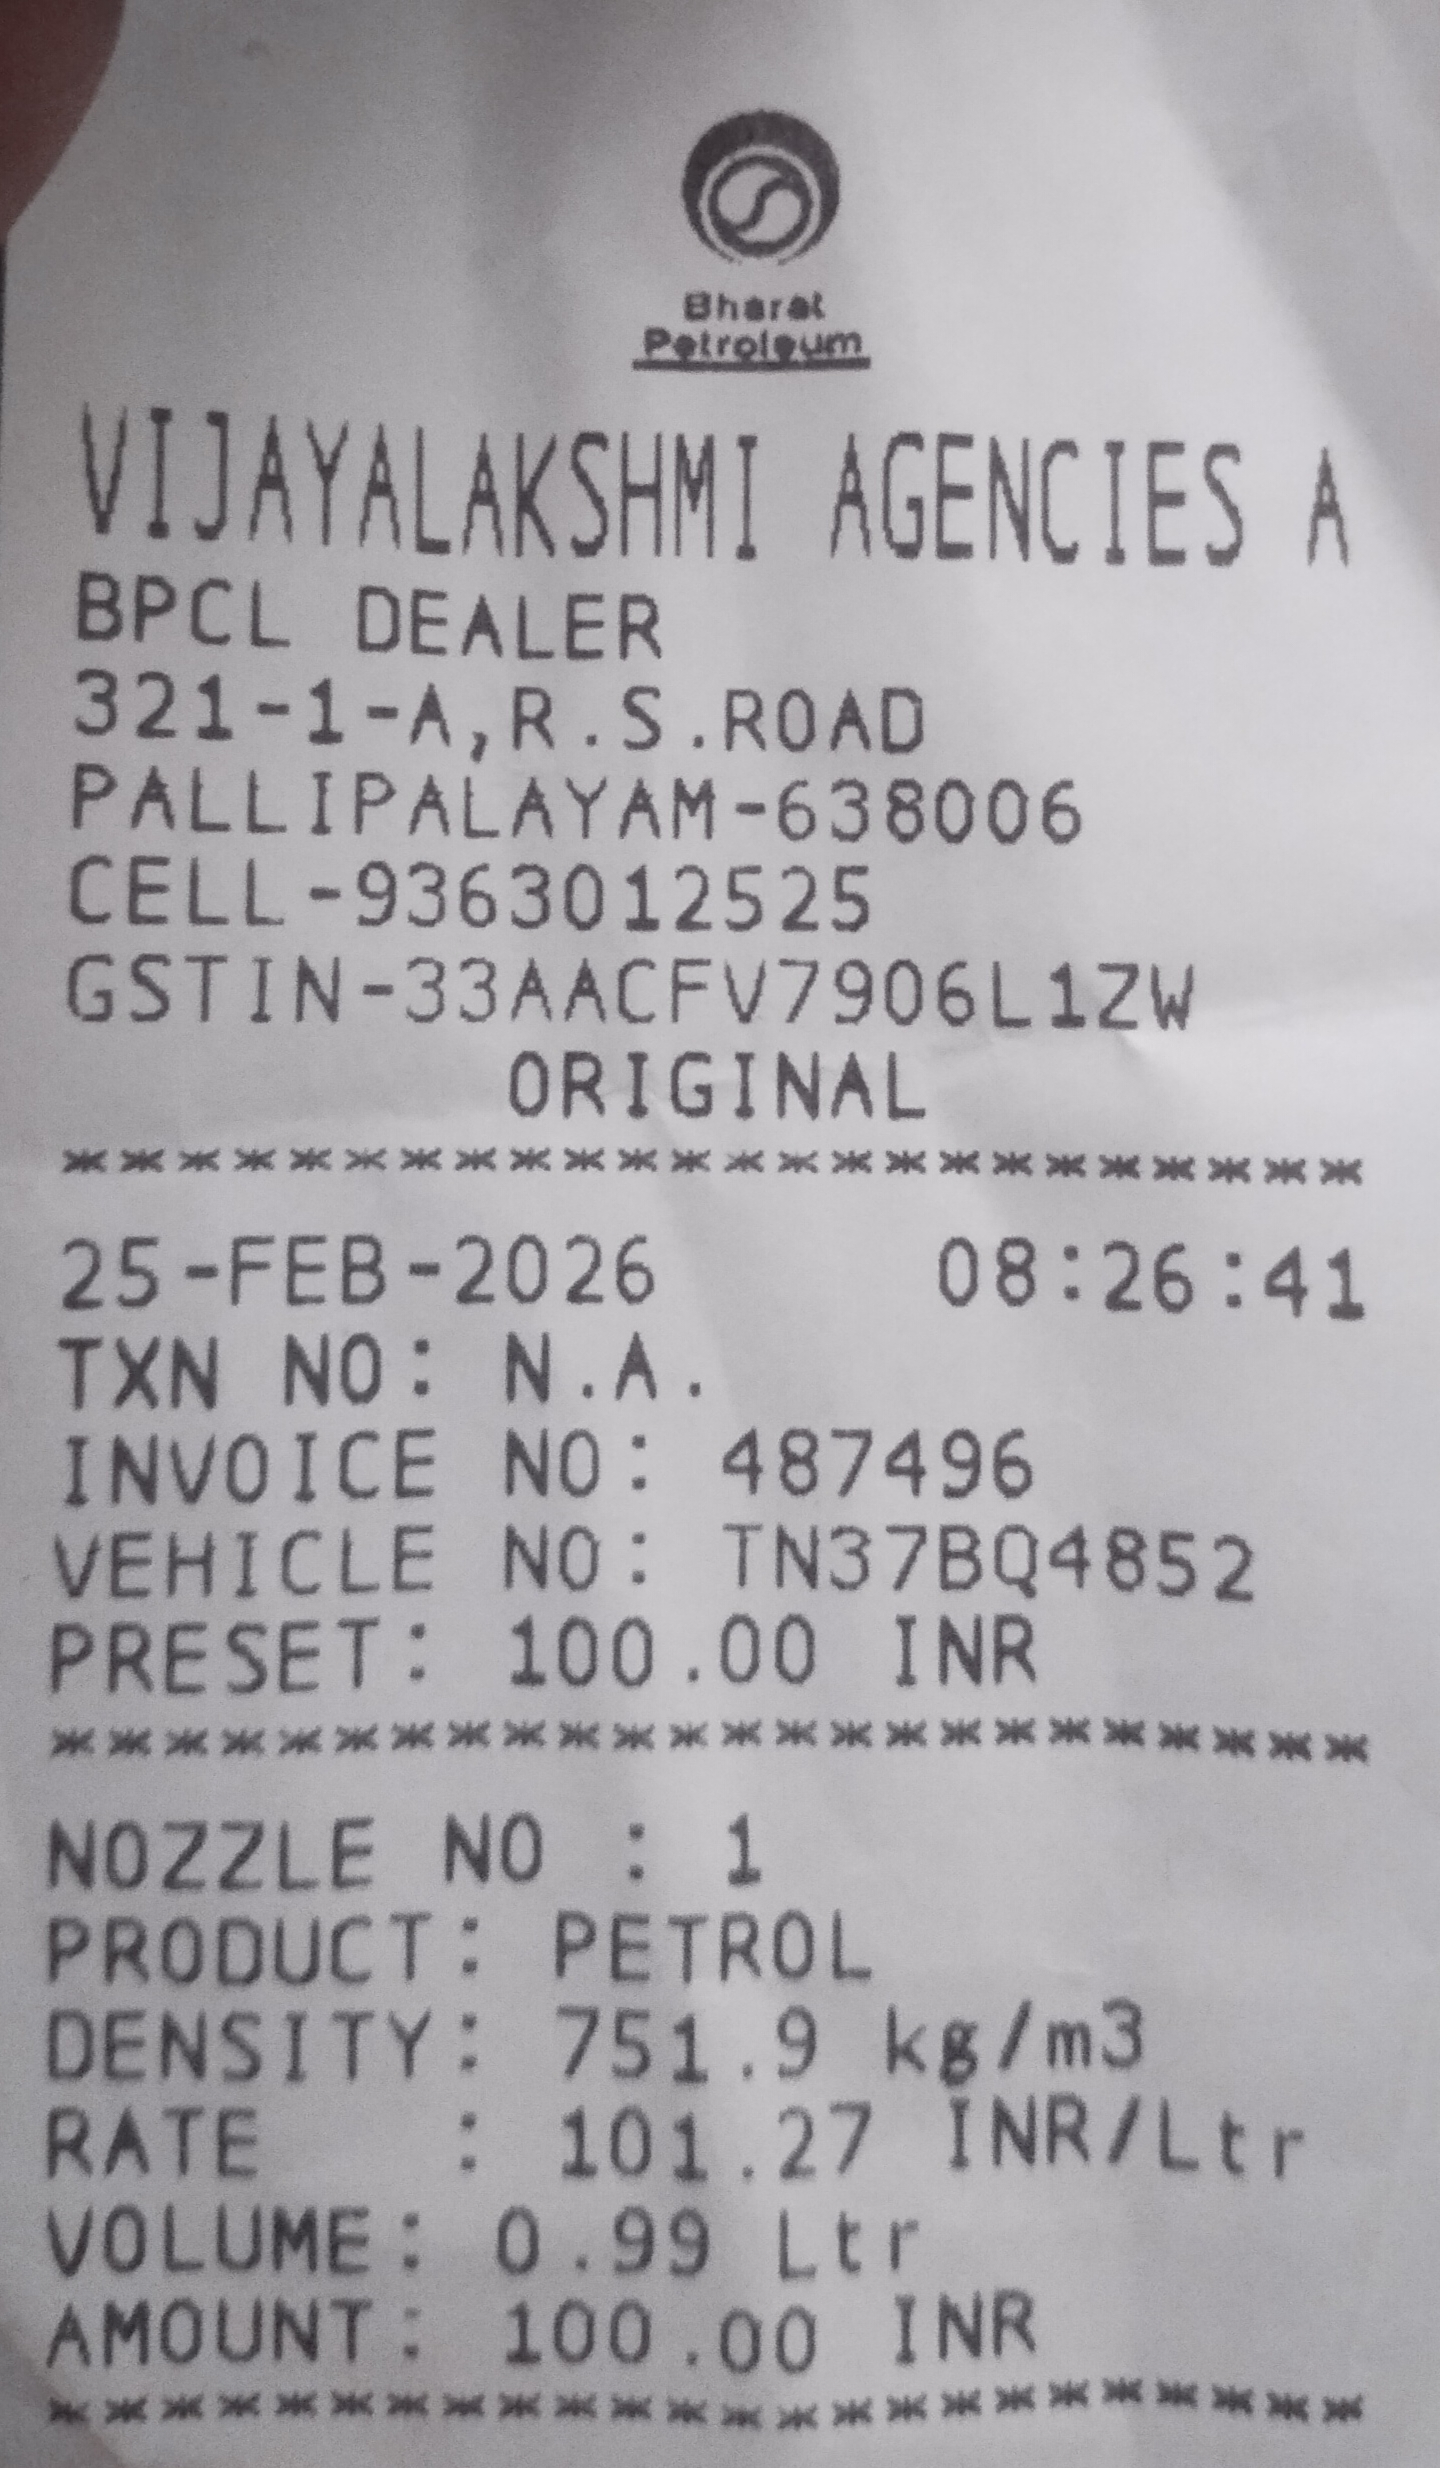 Bharat
Petroleum
VIJAYALAKSHMI AGENCIES A
BPCL DEALER
321-1-A,R.S.ROAD
PALLIPALAYAM-638006
CELL-9363012525
GSTIN-33AACFV7906L1ZW
ORIGINAL
************************
25-FEB-2026 08:26:41
TXN NO: N.A.
INVOICE NO: 487496
VEHICLE NO: TN37BQ4852
PRESET: 100.00 INR
************************
NOZZLE NO : 1
PRODUCT: PETROL
DENSITY: 751.9 kg/m3
RATE : 101.27 INR/Ltr
VOLUME: 0.99 Ltr
AMOUNT: 100.00 INR
************************